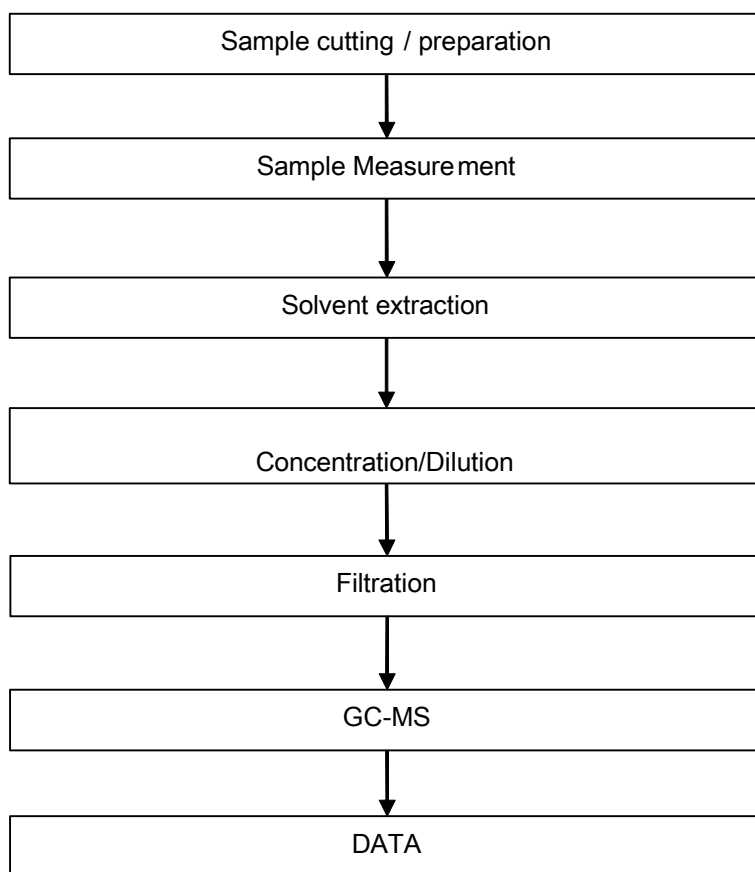 Sample cutting / preparation
Sample Measurement
Solvent extraction
Concentration/Dilution
Filtration
GC-MS
DATA